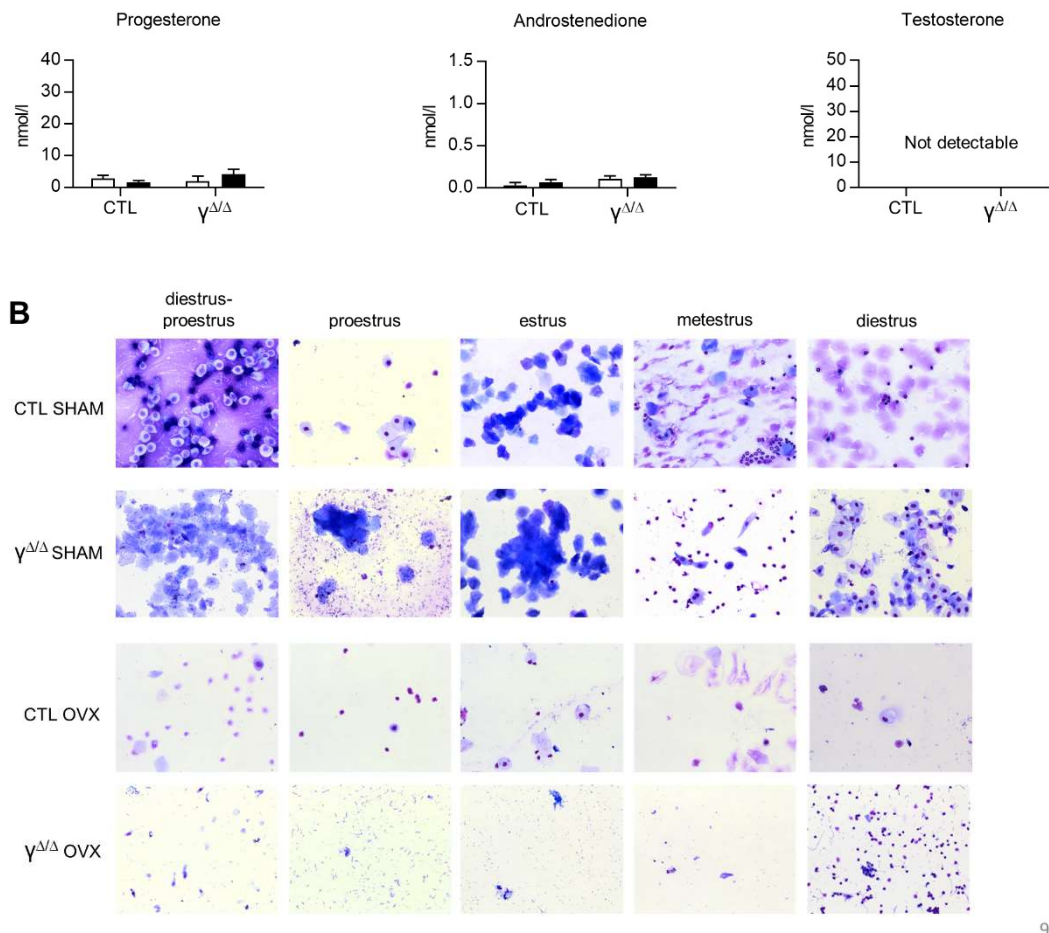 Progesterone
Androstenedione
Testosterone
40
30
20
10
0
nmol/l
CTL
γΔ/Δ
1.5
1.0
0.5
0.0
nmol/l
CTL
γΔ/Δ
50
40
30
20
10
0
nmol/l
Not detectable
CTL
γΔ/Δ
B
diestrus-
proestrus
proestrus
estrus
metestrus
diestrus
CTL SHAM
γΔ/Δ SHAM
CTL OVX
γΔ/Δ OVX
9